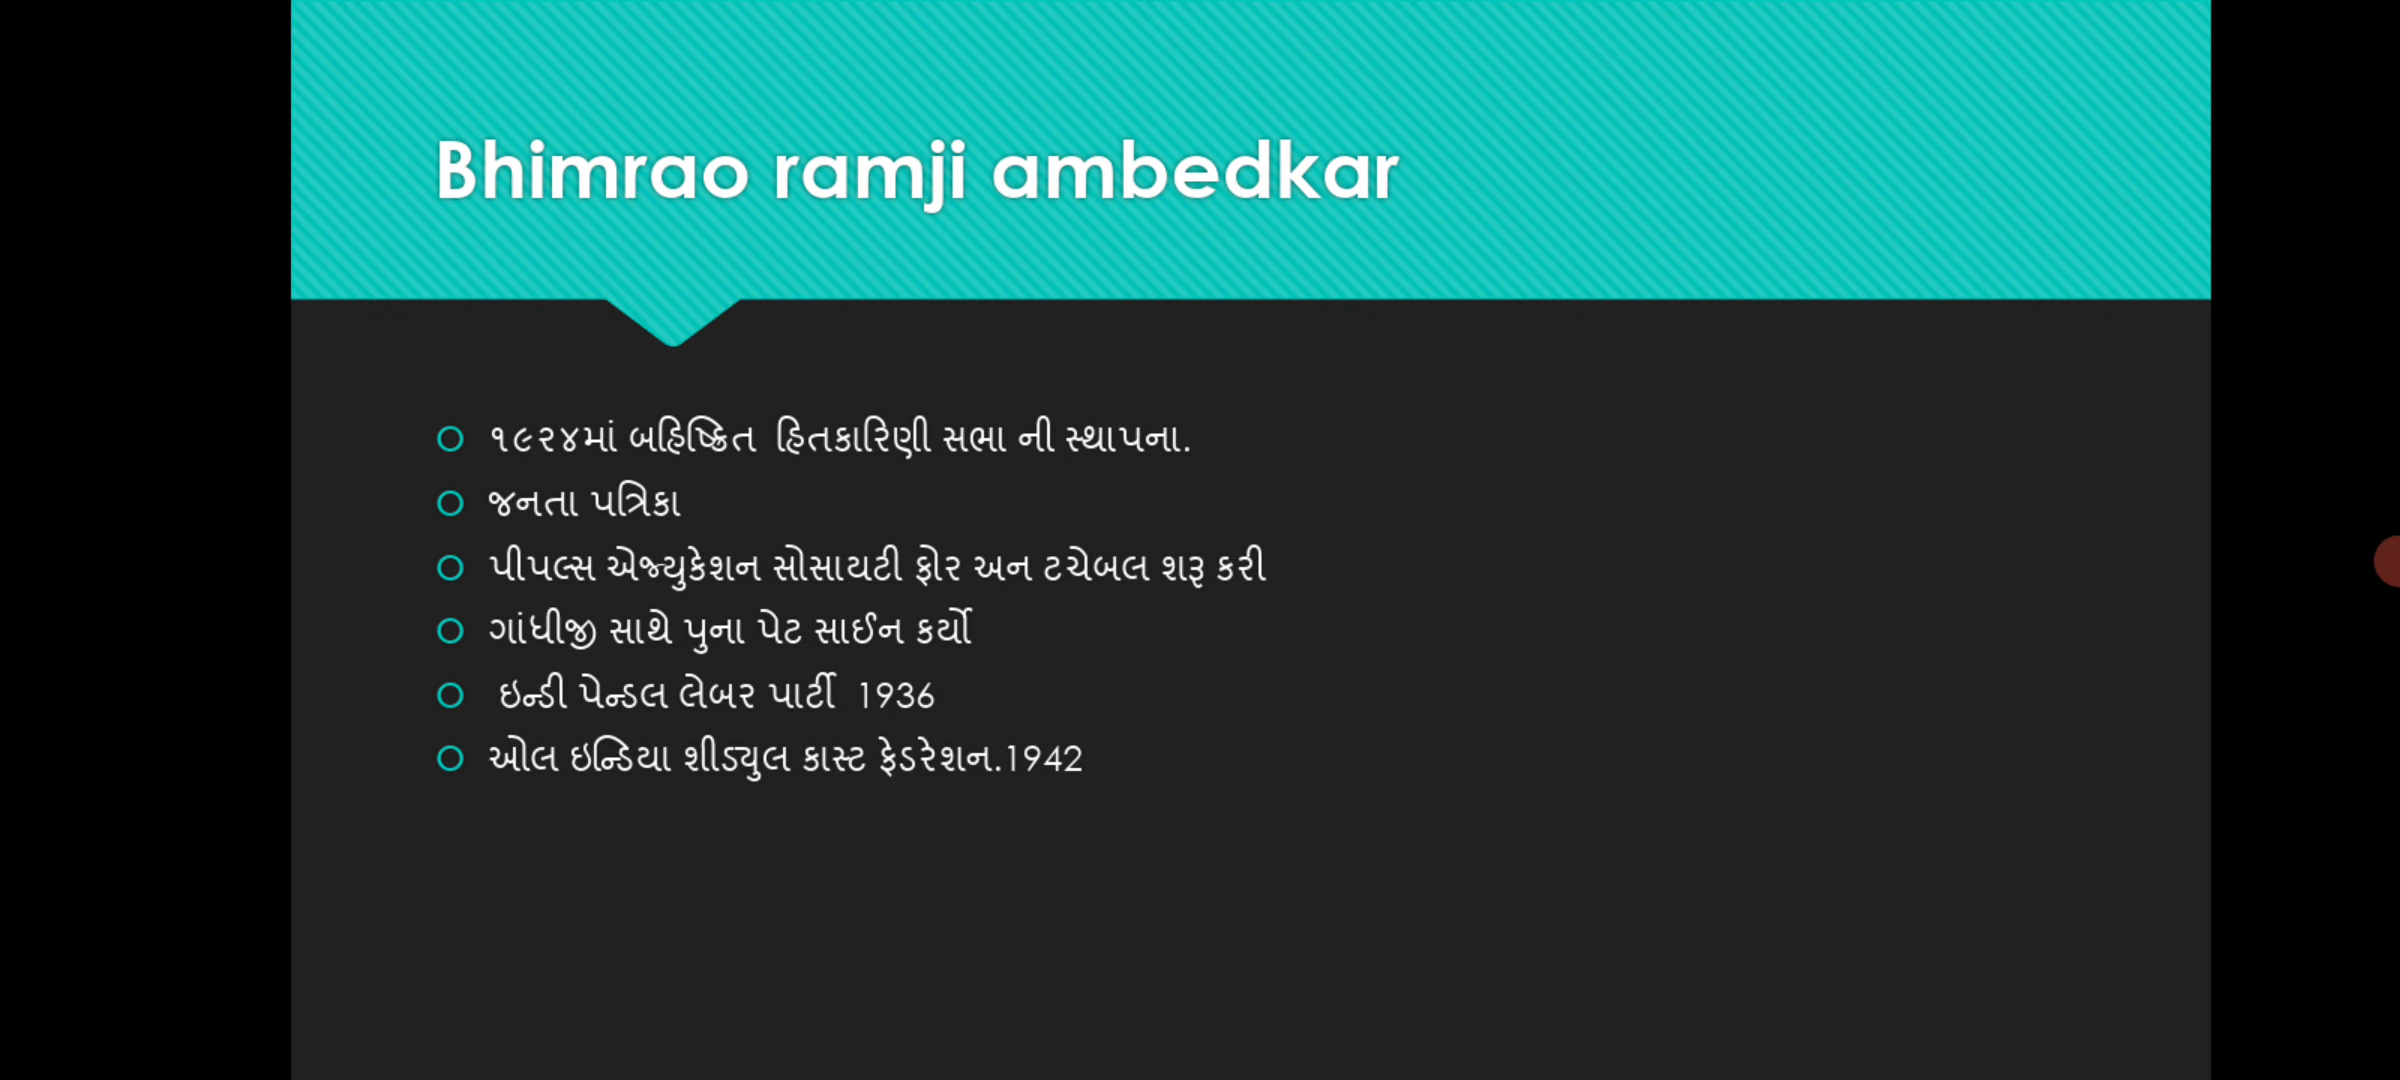 Bhimrao ramji ambedkar
૧૯૨૪માં બહિષ્ક્રિત હિતકારિણી સભા ની સ્થાપના.
જનતા પત્રિકા
પીપલ્સ એજ્યુકેશન સોસાયટી ફોર અન ટચેબલ શરૂ કરી
ગાંધીજી સાથે પુના પેટ સાઈન કર્યો
ઇન્ડી પેન્ડલ લેબર પાર્ટી 1936
ઓલ ઇન્ડિયા શીડ્યુલ કાસ્ટ ફેડરેશન.1942